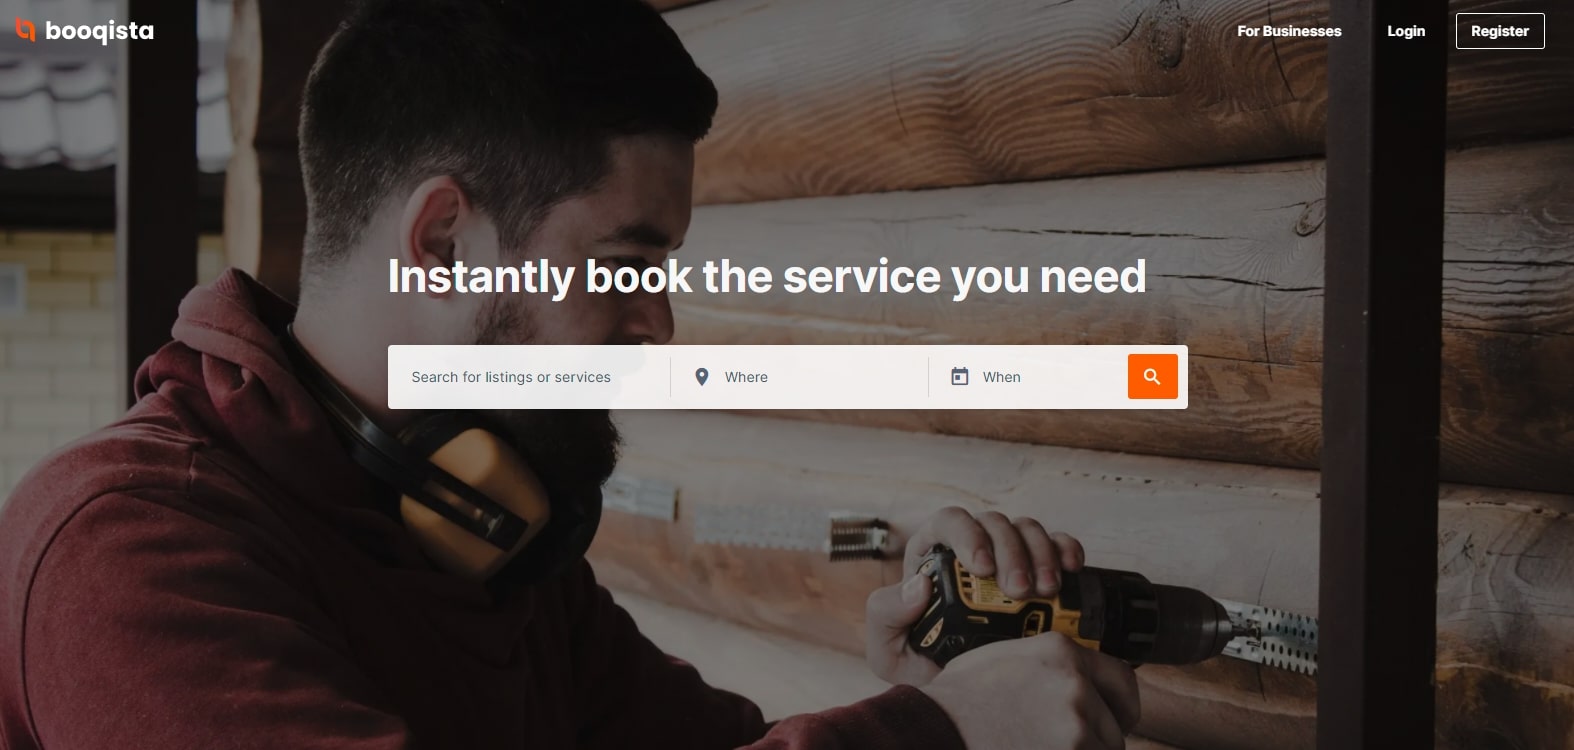 booqista
For Businesses
Login
Register
Instantly book the service you need
Search for listings or services
Where
When